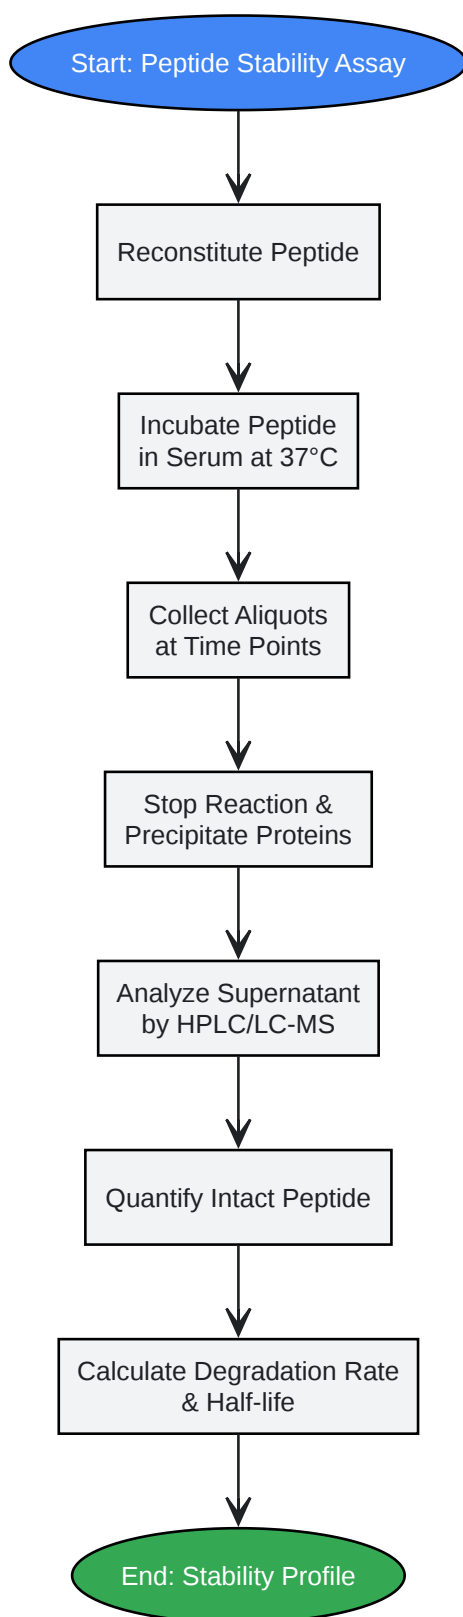 Start: Peptide Stability Assay
Reconstitute Peptide
Incubate Peptide
in Serum at 37°C
Collect Aliquots
at Time Points
Stop Reaction &
Precipitate Proteins
Analyze Supernatant
by HPLC/LC-MS
Quantify Intact Peptide
Calculate Degradation Rate
& Half-life
End: Stability Profile